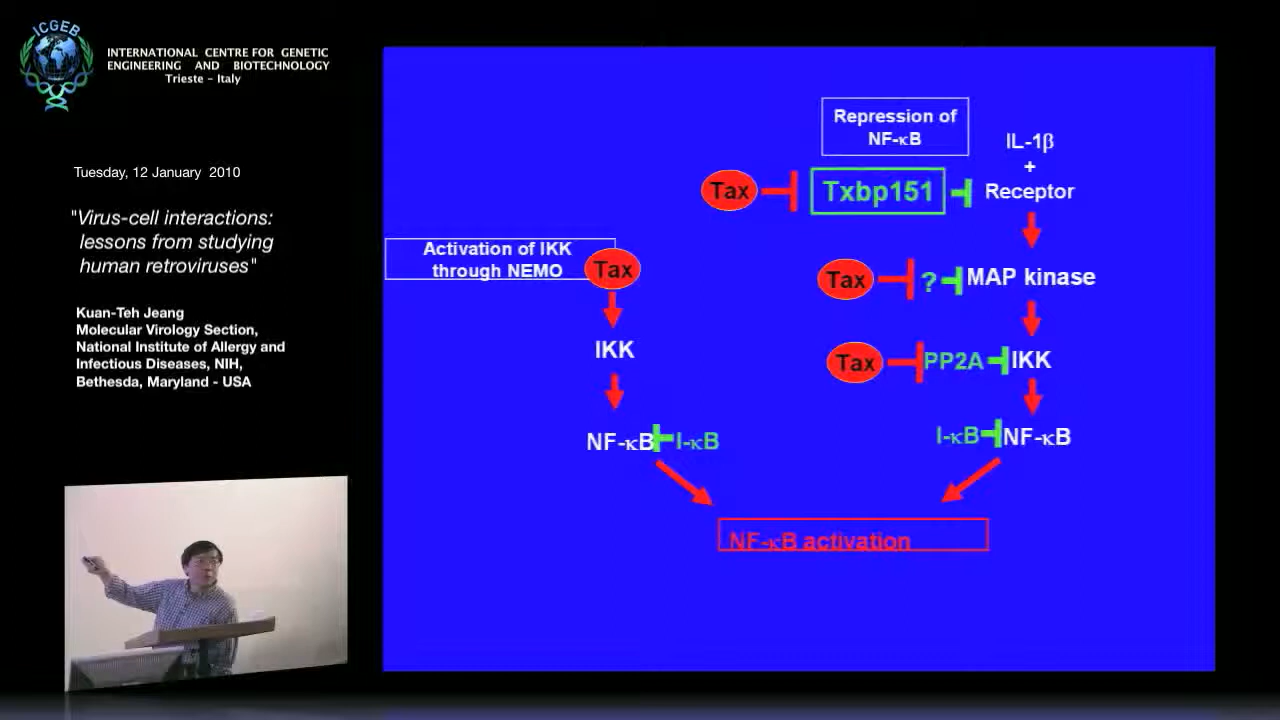 ICGEB
INTERNATIONAL CENTRE FOR GENETIC
ENGINEERING AND BIOTECHNOLOGY
Trieste - Italy
Tuesday, 12 January 2010
"Virus-cell interactions:
lessons from studying
human retroviruses"
Kuan-Teh Jeang
Molecular Virology Section,
National Institute of Allergy and
Infectious Diseases, NIH,
Bethesda, Maryland - USA
Repression of
NF-κB
IL-1β
+
Tax
Txbp151
Receptor
Activation of IKK
through NEMO
Tax
Tax
?
MAP kinase
IKK
Tax
PP2A
IKK
NF-κB
I-κB
I-κB
NF-κB
NF-κB activation